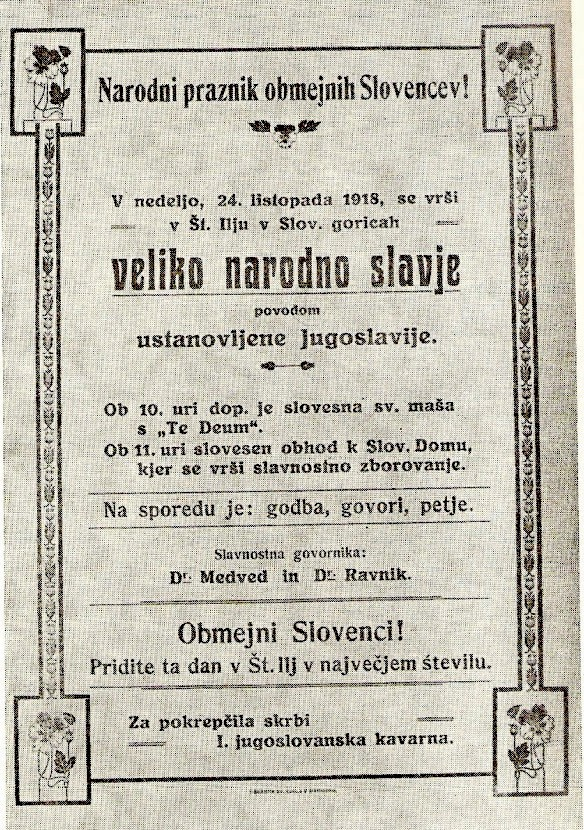 Narodni praznik obmejnih Slovencev!
V nedeljo, 24. listopada 1918, se vrši
v Št. Ilju v Slov. goricah
veliko narodno slavje
povodom
ustanovljene Jugoslavije.
Ob 10. uri dop. je slovesna sv. maša
s „Te Deum“.
Ob 11. uri slovesen obhod k Slov. Domu,
kjer se vrši slavnostno zborovanje.
Na sporedu je: godba, govori, petje.
Slavnostna govornika:
Dr. Medved in Dr. Ravnik.
Obmejni Slovenci!
Pridite ta dan v Št. Ilj v največjem številu.
Za pokrepčila skrbi
I. jugoslovanska kavarna.